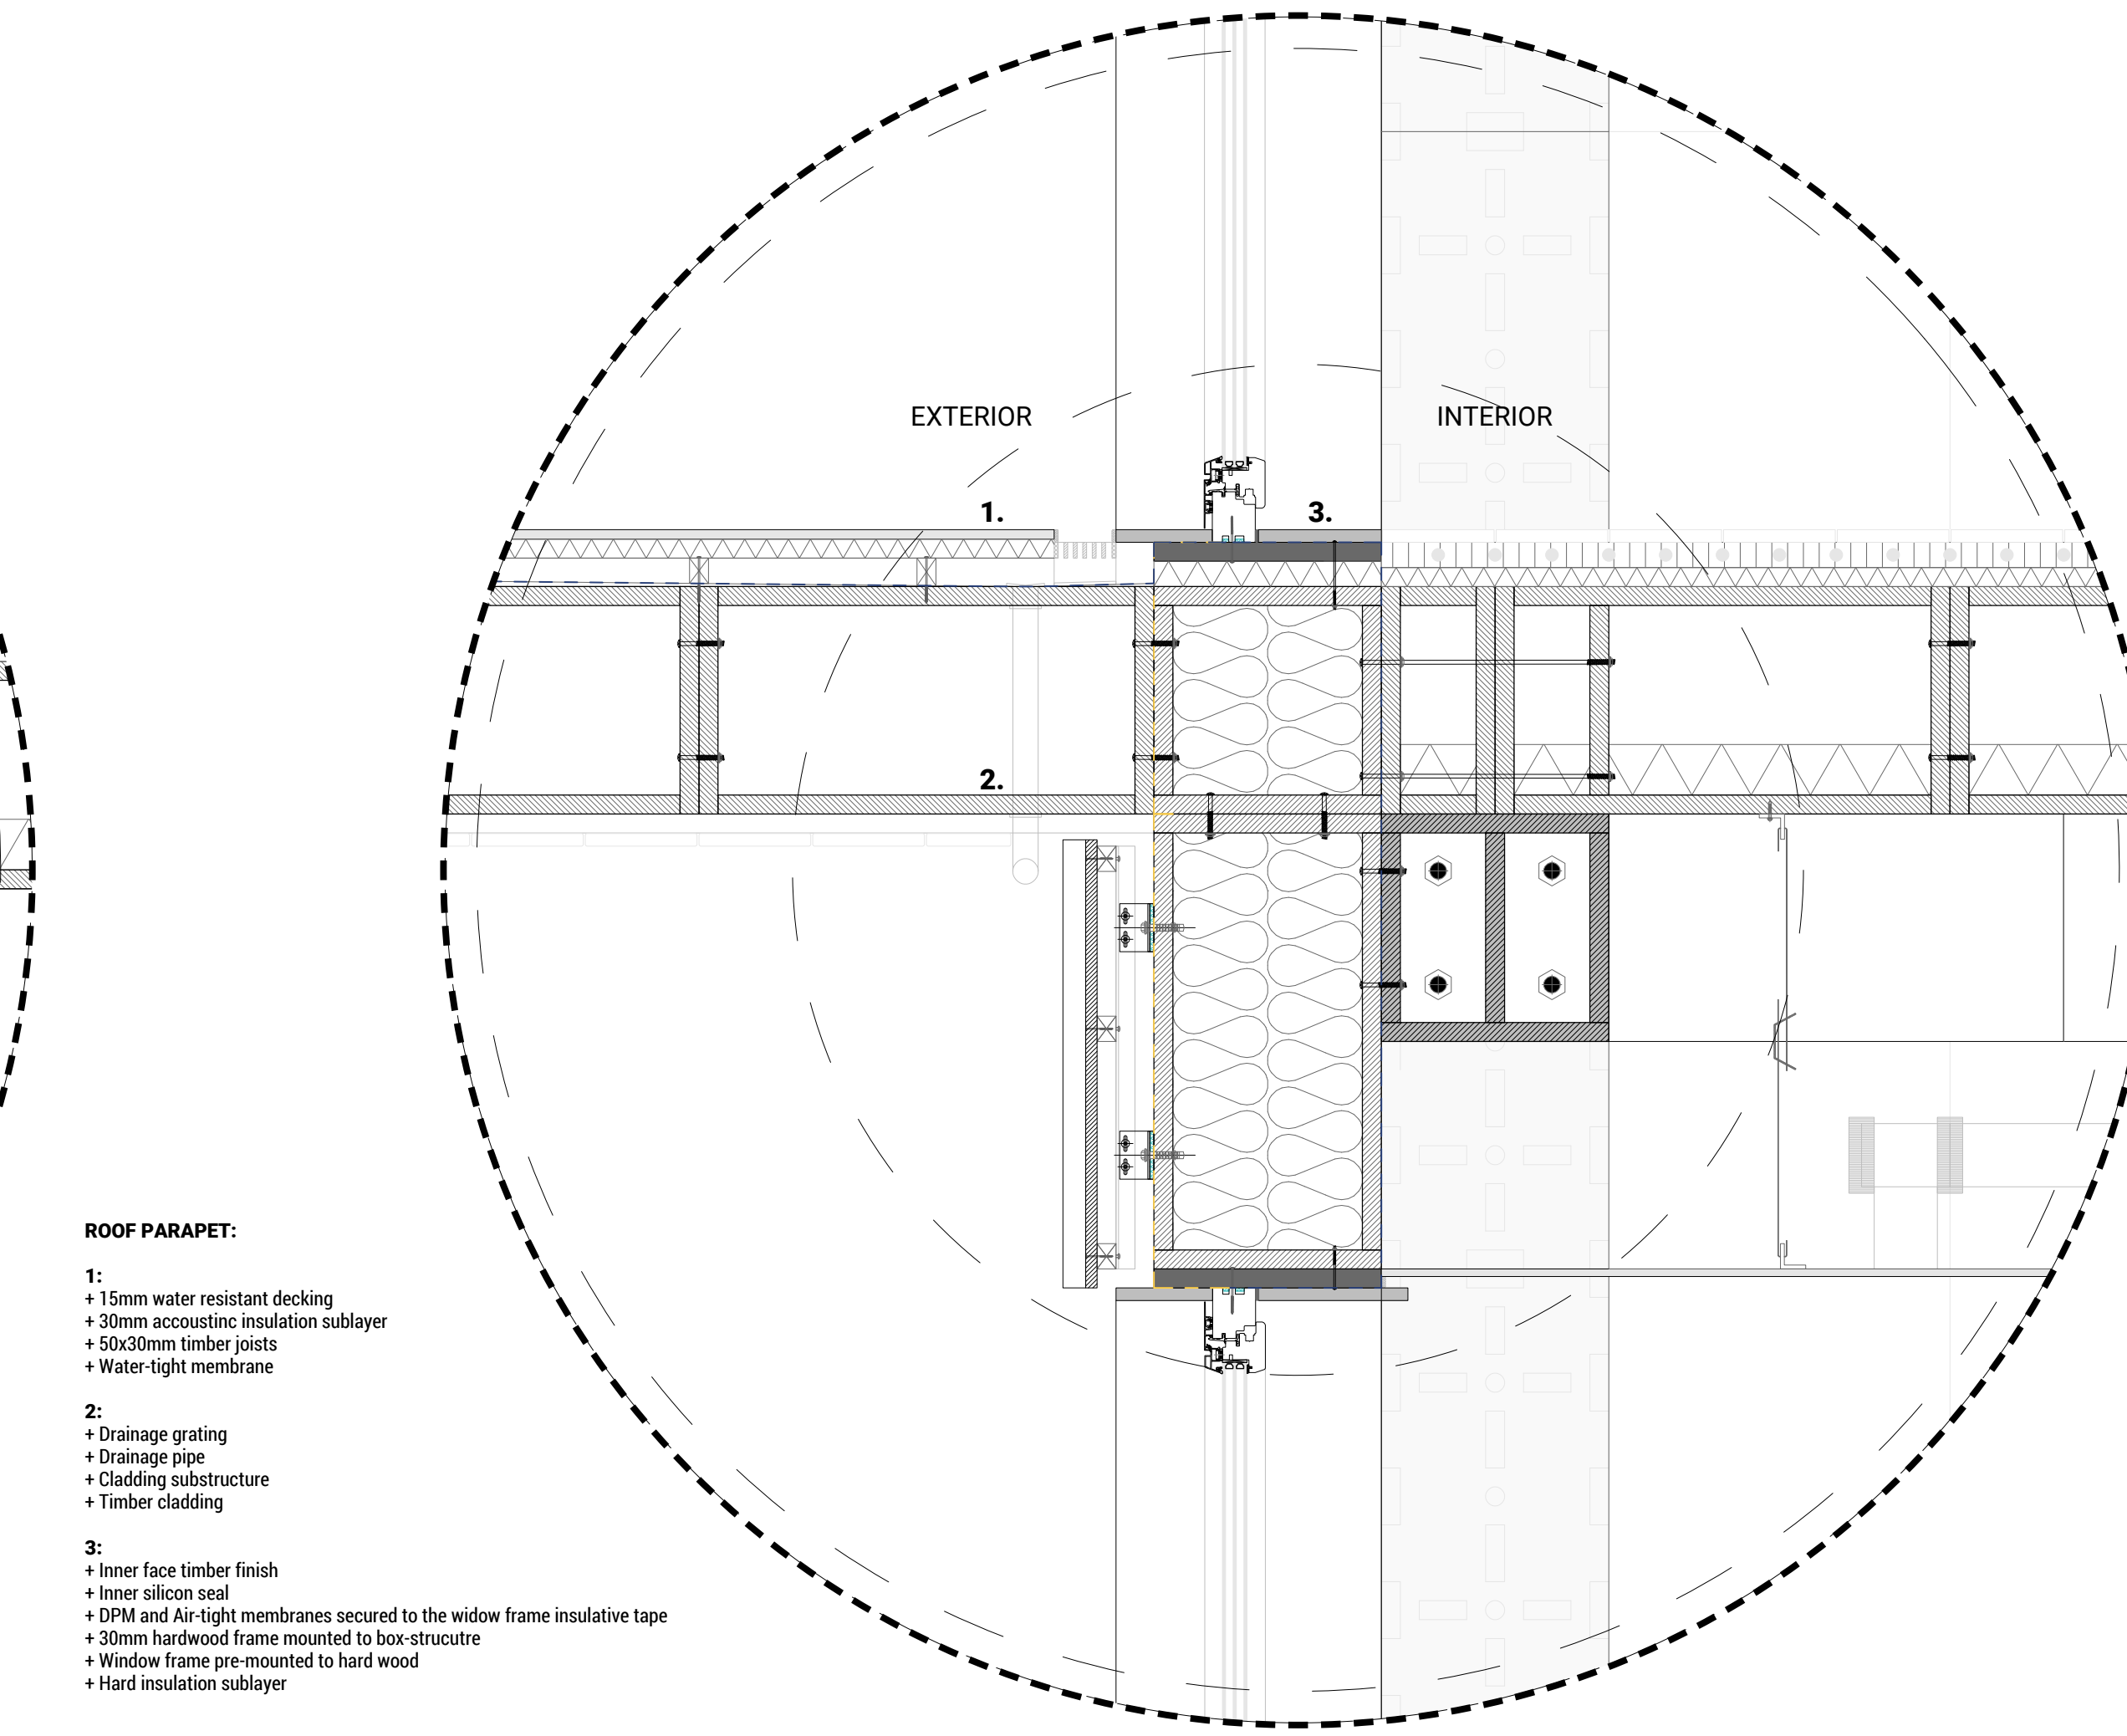 EXTERIOR
INTERIOR
1.
3.
2.
ROOF PARAPET:
1:
+ 15mm water resistant decking
+ 30mm accoustinc insulation sublayer
+ 50x30mm timber joists
+ Water-tight membrane
2:
+ Drainage grating
+ Drainage pipe
+ Cladding substructure
+ Timber cladding
3:
+ Inner face timber finish
+ Inner silicon seal
+ DPM and Air-tight membranes secured to the widow frame insulative tape
+ 30mm hardwood frame mounted to box-strucutre
+ Window frame pre-mounted to hard wood
+ Hard insulation sublayer